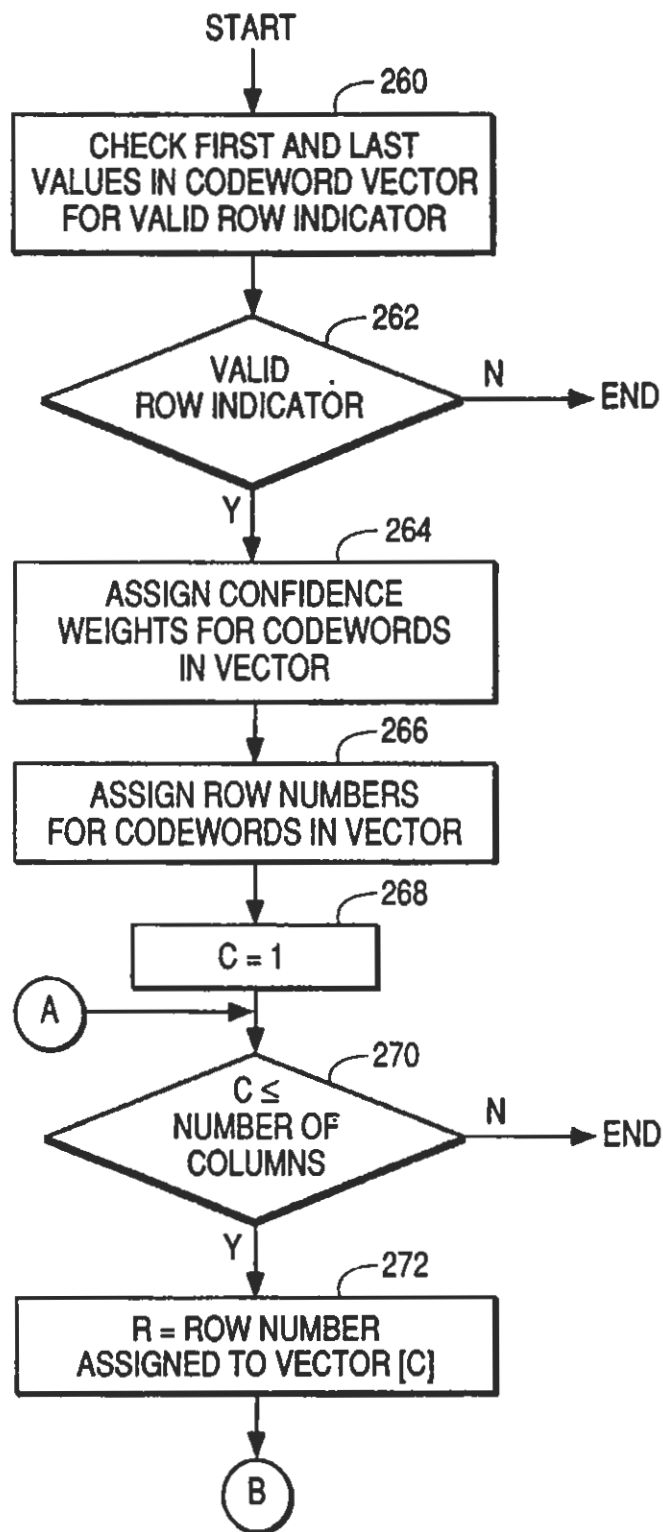 START
260
CHECK FIRST AND LAST
VALUES IN CODEWORD VECTOR
FOR VALID ROW INDICATOR
262
VALID
ROW INDICATOR
N
END
Y
264
ASSIGN CONFIDENCE
WEIGHTS FOR CODEWORDS
IN VECTOR
266
ASSIGN ROW NUMBERS
FOR CODEWORDS IN VECTOR
268
C = 1
A
270
C ≤
NUMBER OF
COLUMNS
N
END
Y
272
R = ROW NUMBER
ASSIGNED TO VECTOR [C]
B